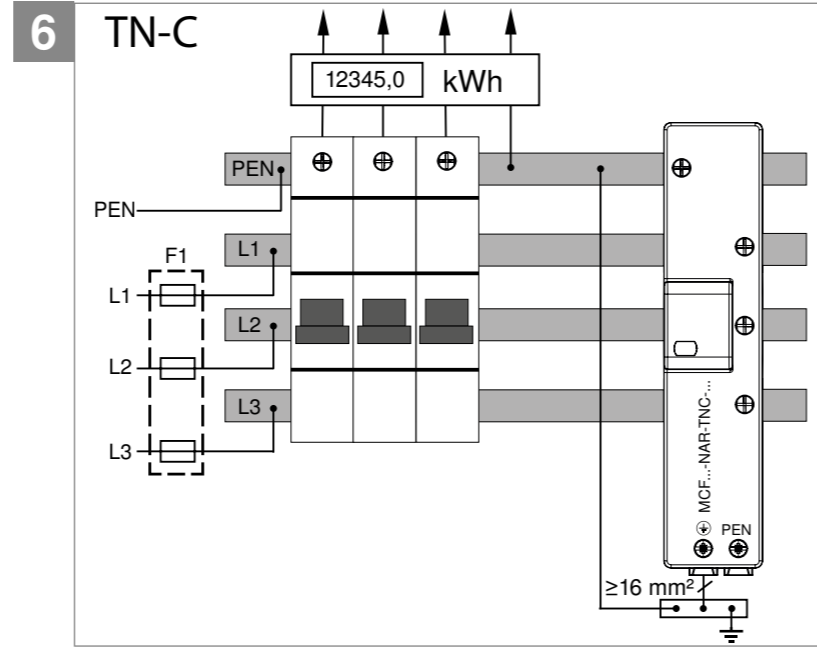 6 TN-C
12345,0 kWh
PEN
PEN
F1
L1
L1
L2
L2
L3
L3
MCF...-NAR-TNC-...
PEN
≥16 mm²